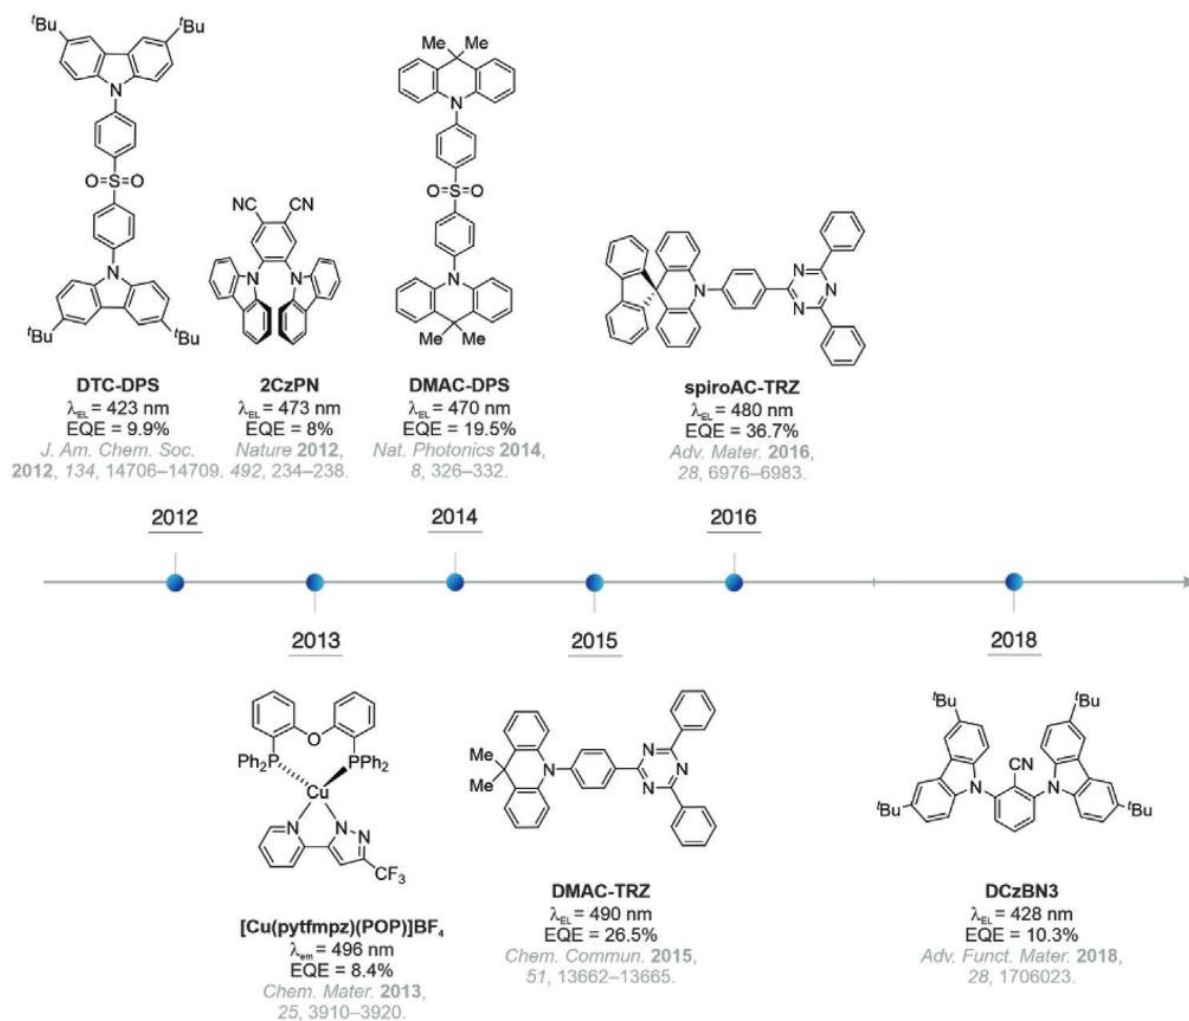 ᵗBu
ᵗBu
N
O=S=O
N
ᵗBu
ᵗBu
DTC-DPS
λEL = 423 nm
EQE = 9.9%
J. Am. Chem. Soc.
2012, 134, 14706–14709.
NC
CN
N
N
2CzPN
λEL = 473 nm
EQE = 8%
Nature 2012,
492, 234–238.
Me
Me
N
O=S=O
N
Me
Me
DMAC-DPS
λEL = 470 nm
EQE = 19.5%
Nat. Photonics 2014,
8, 326–332.
N
N
N
N
spiroAC-TRZ
λEL = 480 nm
EQE = 36.7%
Adv. Mater. 2016,
28, 6976–6983.
2012
2014
2016
2013
2015
2018
O
Ph₂P
PPh₂
Cu
N
N
N
CF₃
[Cu(pytfmpz)(POP)]BF₄
λem = 496 nm
EQE = 8.4%
Chem. Mater. 2013,
25, 3910–3920.
Me
Me
N
N
N
N
DMAC-TRZ
λEL = 490 nm
EQE = 26.5%
Chem. Commun. 2015,
51, 13662–13665.
ᵗBu
ᵗBu
CN
N
N
ᵗBu
ᵗBu
DCzBN3
λEL = 428 nm
EQE = 10.3%
Adv. Funct. Mater. 2018,
28, 1706023.